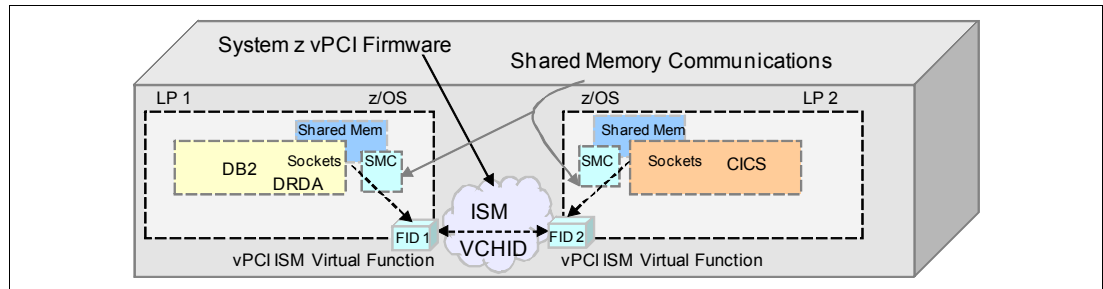 System z vPCI Firmware
Shared Memory Communications
LP 1
z/OS
z/OS
LP 2
Shared Mem
Shared Mem
DB2
DRDA
Sockets
SMC
SMC
Sockets
CICS
ISM
VCHID
FID 1
FID 2
vPCI ISM Virtual Function
vPCI ISM Virtual Function